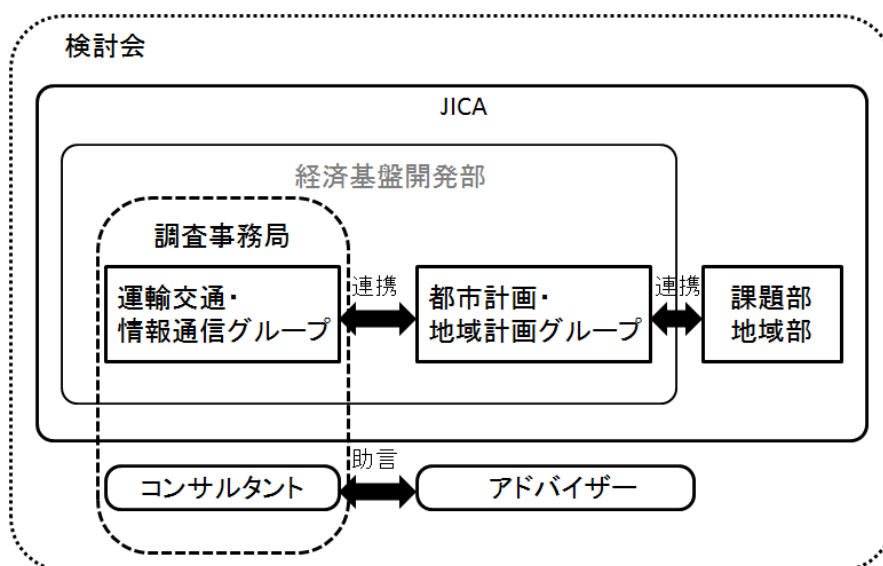 検討会
JICA
経済基盤開発部
調査事務局
運輸交通・
情報通信グループ
連携
都市計画・
地域計画グループ
連携
課題部
地域部
コンサルタント
助言
アドバイザー